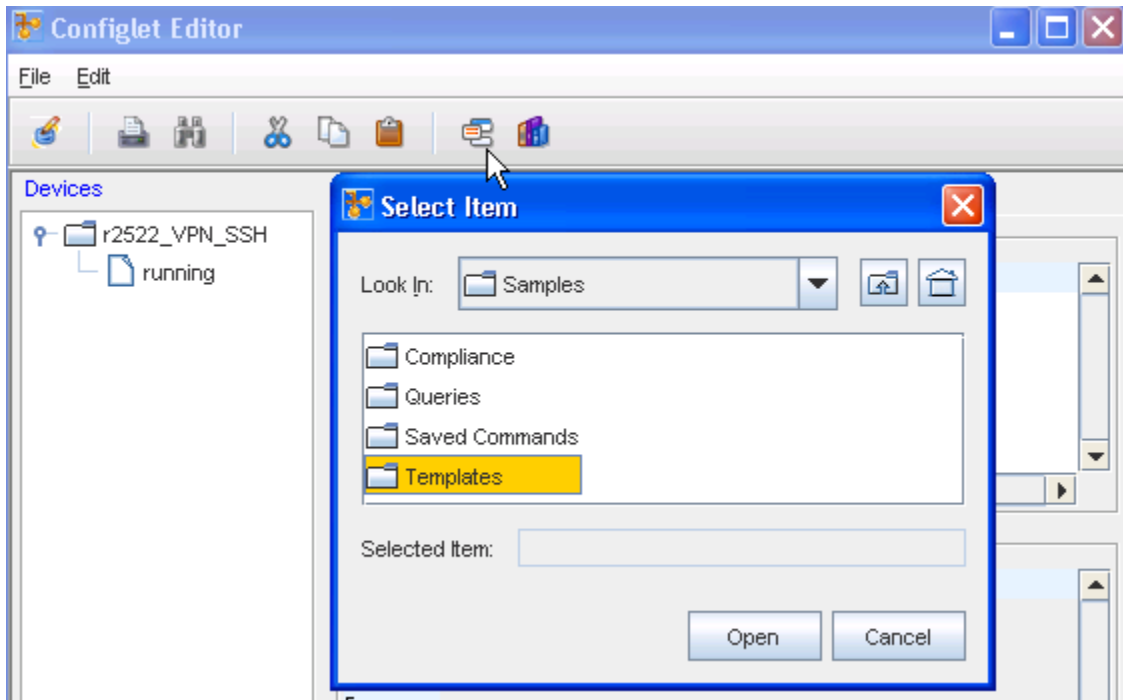 Configlet Editor
File Edit
Devices
r2522_VPN_SSH
running
Select Item
Look In: Samples
Compliance
Queries
Saved Commands
Templates
Selected Item:
Open Cancel